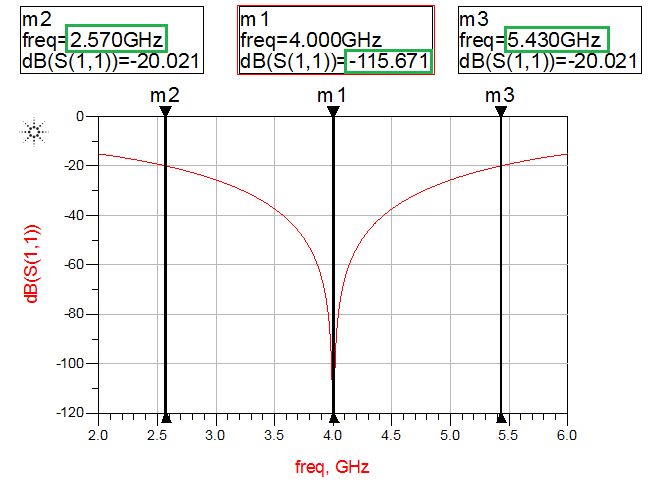 m2
freq=2.570GHz
dB(S(1,1))=-20.021
m1
freq=4.000GHz
dB(S(1,1))=-115.671
m3
freq=5.430GHz
dB(S(1,1))=-20.021
m2
m1
m3
0
-20
-40
-60
-80
-100
-120
dB(S(1,1))
2.0
2.5
3.0
3.5
4.0
4.5
5.0
5.5
6.0
freq, GHz